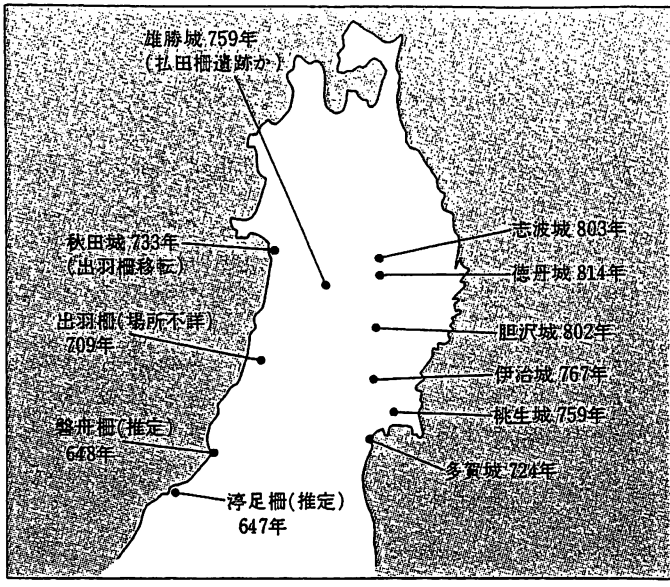 雄勝城 759年
(払田柵遺跡か)
志波城 803年
秋田城 733年
(出羽柵移転)
徳丹城 814年
出羽柵(場所不詳)
709年
胆沢城 802年
伊治城 767年
桃生城 759年
磐舟柵(推定)
648年
多賀城 724年
渟足柵(推定)
647年